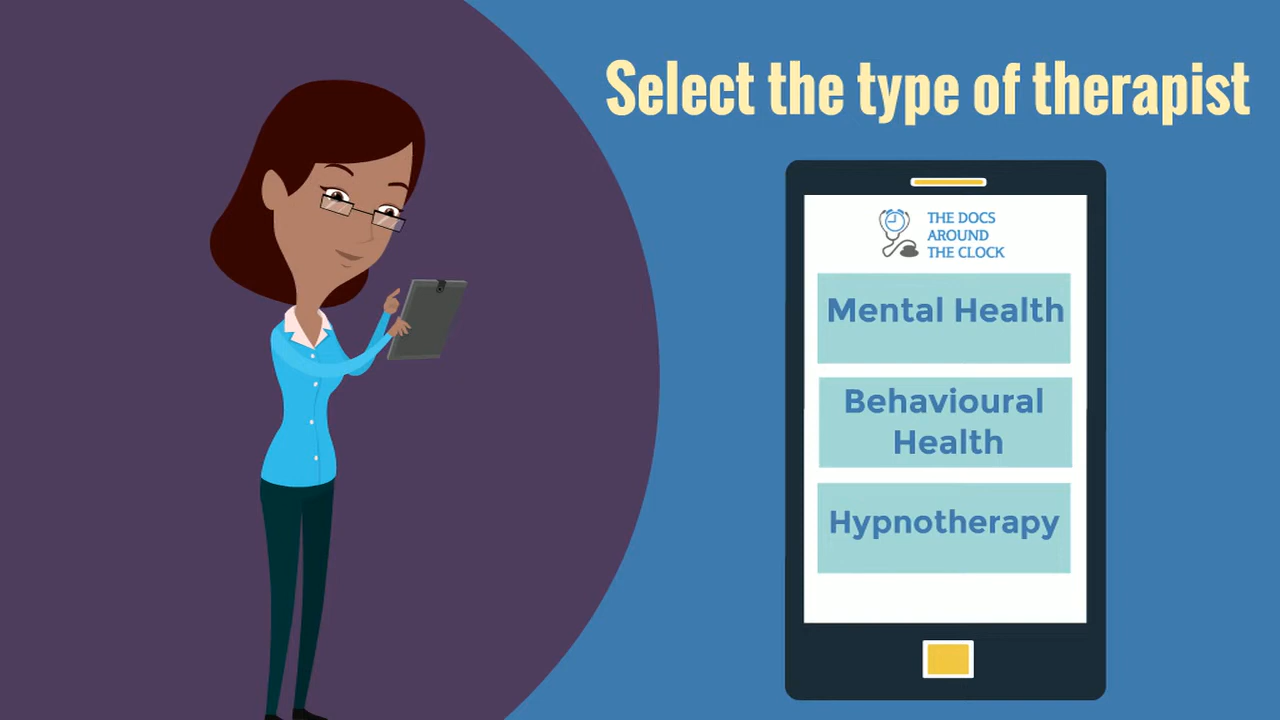 Select the type of therapist
THE DOCS
AROUND
THE CLOCK
Mental Health
Behavioural
Health
Hypnotherapy